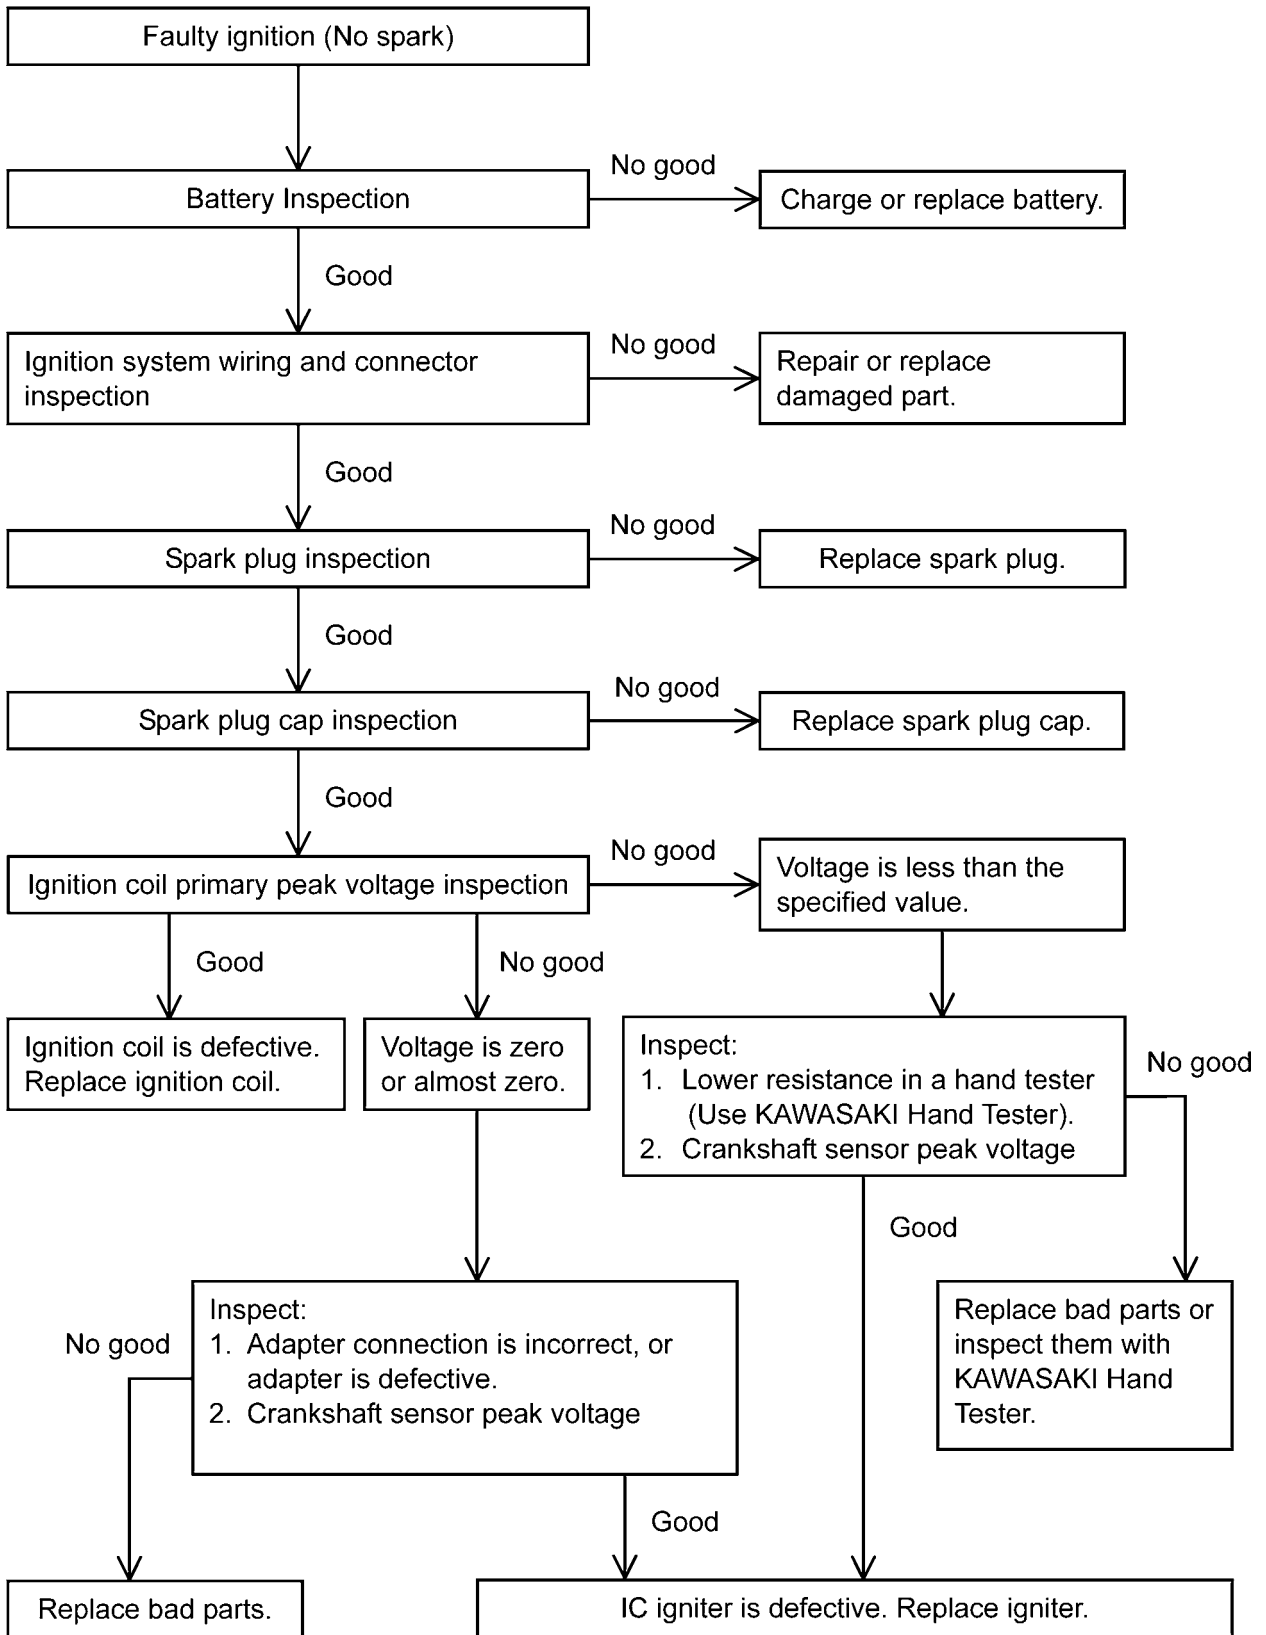 Faulty ignition (No spark)
No good
Battery Inspection
Charge or replace battery.
Good
No good
Ignition system wiring and connector
inspection
Repair or replace
damaged part.
Good
No good
Spark plug inspection
Replace spark plug.
Good
No good
Spark plug cap inspection
Replace spark plug cap.
Good
No good
Ignition coil primary peak voltage inspection
Voltage is less than the
specified value.
Good
No good
Ignition coil is defective.
Replace ignition coil.
Voltage is zero
or almost zero.
Inspect:
1. Lower resistance in a hand tester
(Use KAWASAKI Hand Tester).
2. Crankshaft sensor peak voltage
No good
Good
No good
Inspect:
1. Adapter connection is incorrect, or
adapter is defective.
2. Crankshaft sensor peak voltage
Replace bad parts or
inspect them with
KAWASAKI Hand
Tester.
Good
Replace bad parts.
IC igniter is defective. Replace igniter.